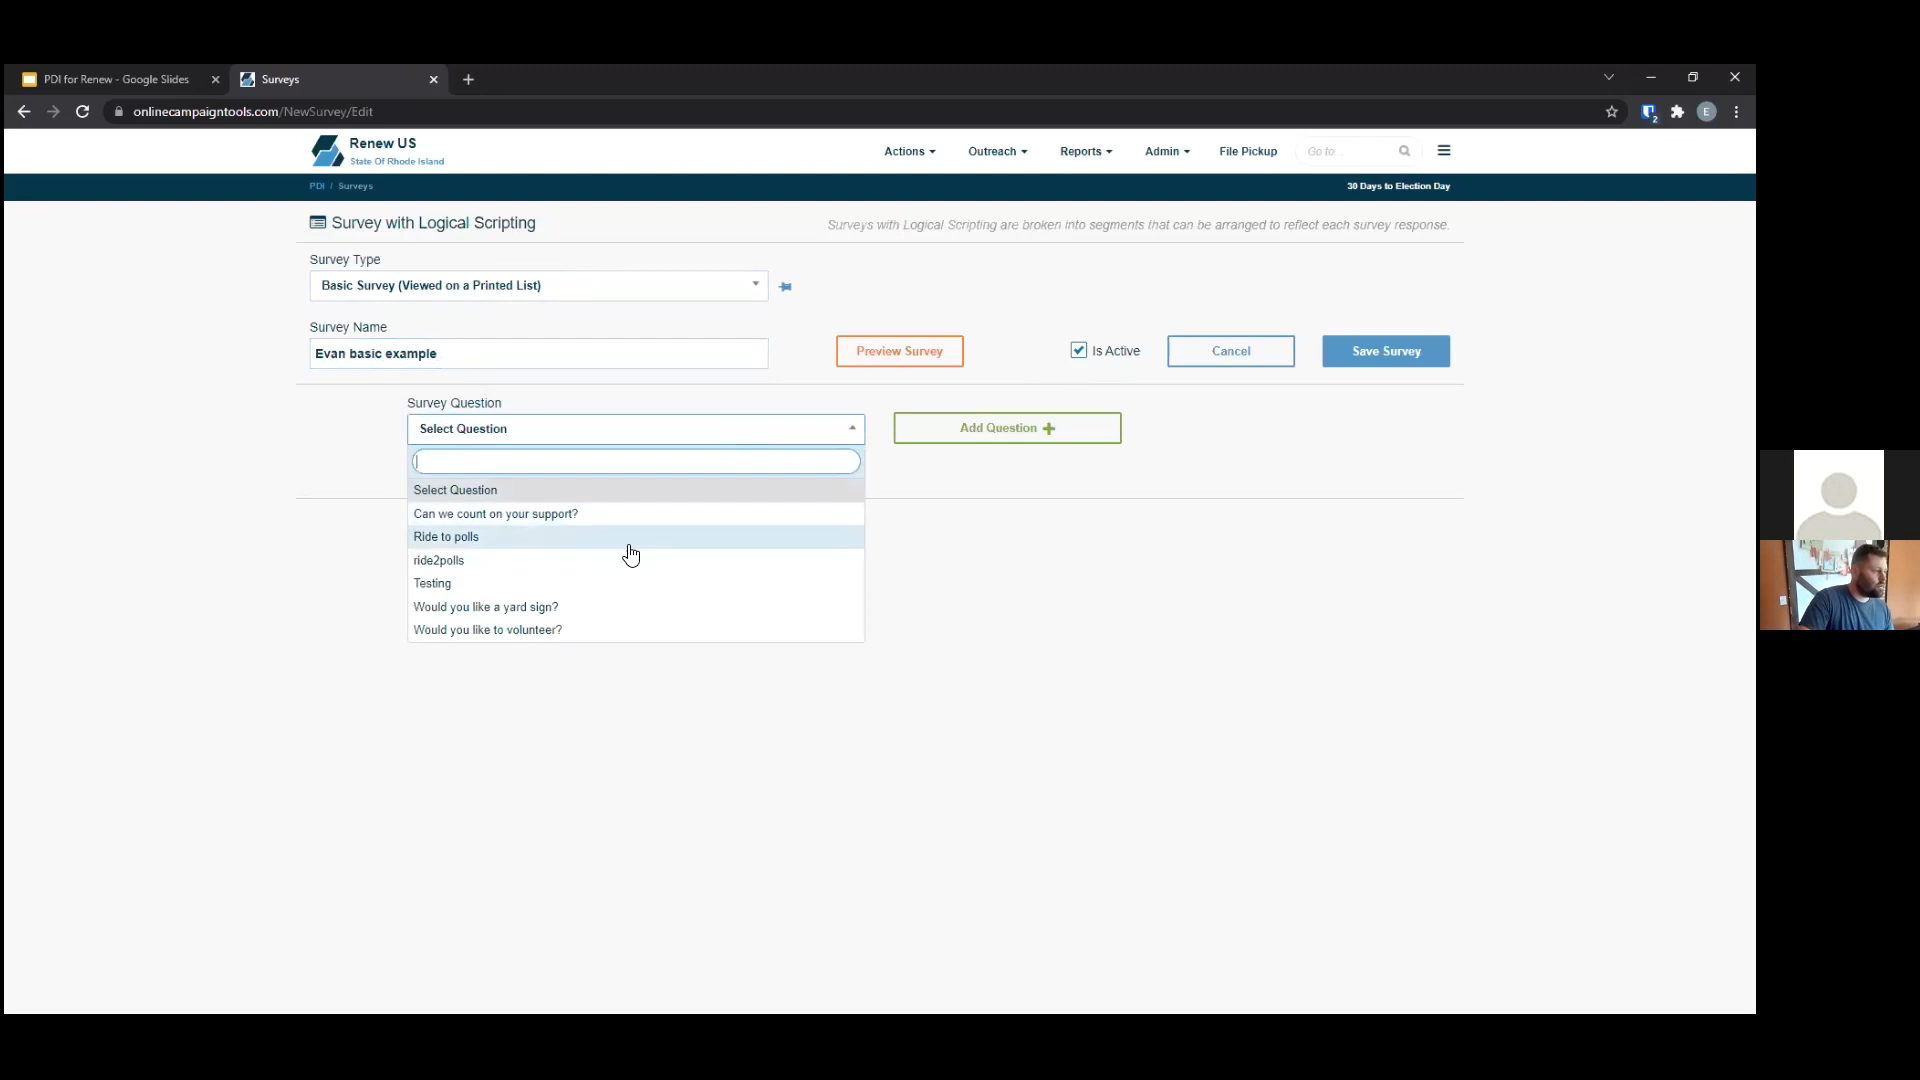 PDI for Renew - Google Slides
Surveys
onlinecampaigntools.com/NewSurvey/Edit
E
2
Renew US
State Of Rhode Island
Actions
Outreach
Reports
Admin
File Pickup
Go to...
PDI / Surveys
30 Days to Election Day
Survey with Logical Scripting
Surveys with Logical Scripting are broken into segments that can be arranged to reflect each survey response.
Survey Type
Basic Survey (Viewed on a Printed List)
Survey Name
Evan basic example
Preview Survey
Is Active
Cancel
Save Survey
Survey Question
Select Question
Add Question
Select Question
Can we count on your support?
Ride to polls
ride2polls
Testing
Would you like a yard sign?
Would you like to volunteer?